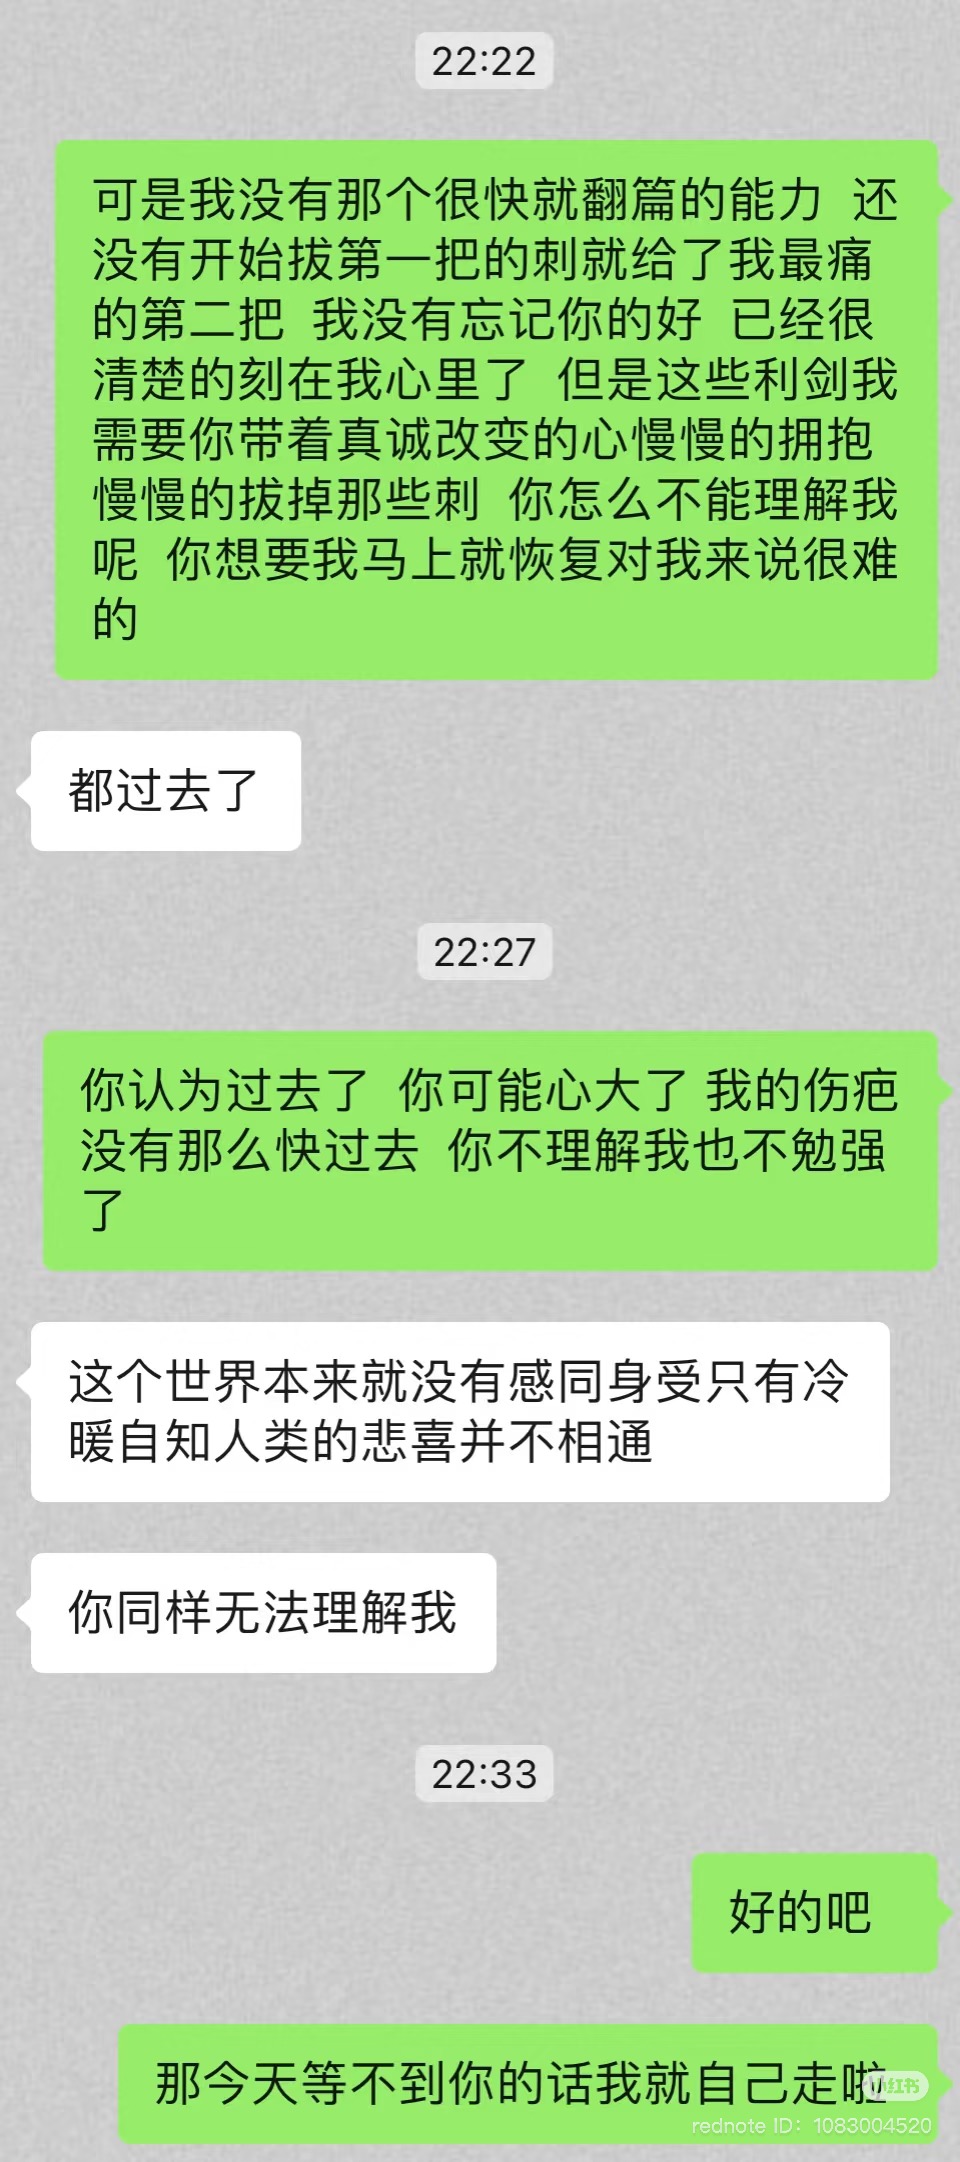 22:22
可是我没有那个很快就翻篇的能力 还
没有开始拔第一把的刺就给了我最痛
的第二把 我没有忘记你的好 已经很
清楚的刻在我心里了 但是这些利剑我
需要你带着真诚改变的心慢慢的拥抱
慢慢的拔掉那些刺 你怎么不能理解我
呢 你想要我马上就恢复对我来说很难
的
都过去了
22:27
你认为过去了 你可能心大了 我的伤疤
没有那么快过去 你不理解我也不勉强
了
这个世界本来就没有感同身受只有冷
暖自知人类的悲喜并不相通
你同样无法理解我
22:33
好的吧
那今天等不到你的话我就自己走啦
小红书
rednote ID：1083004520